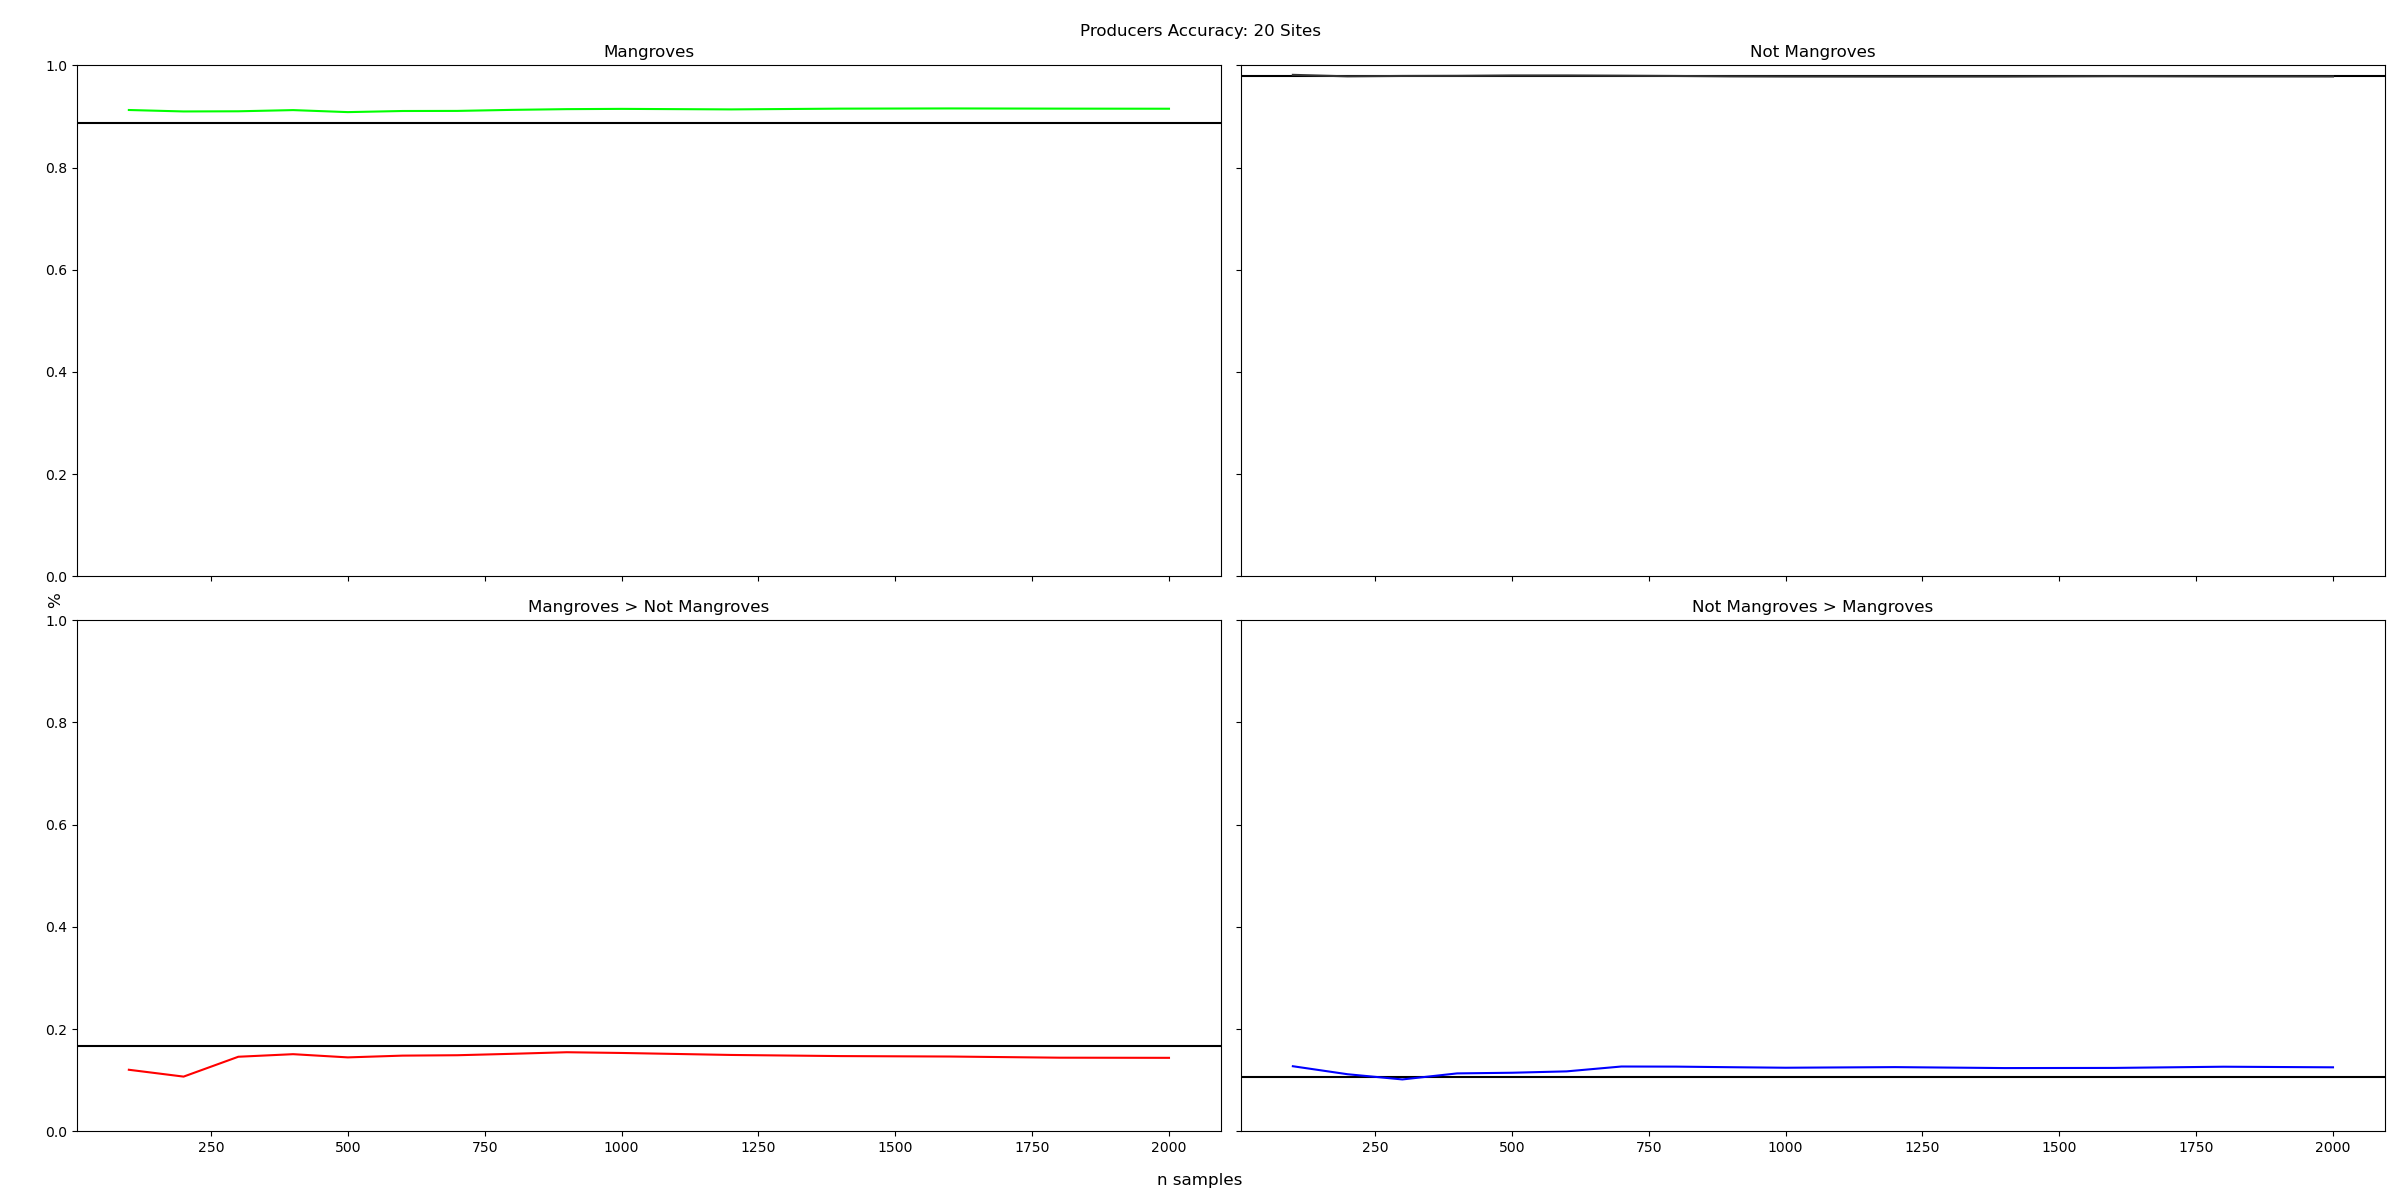 Producers Accuracy: 20 Sites
Mangroves
Not Mangroves
1.0
0.8
0.6
0.4
0.2
0.0
%
Mangroves > Not Mangroves
Not Mangroves > Mangroves
1.0
0.8
0.6
0.4
0.2
0.0
250 500 750 1000 1250 1500 1750 2000
250 500 750 1000 1250 1500 1750 2000
n samples